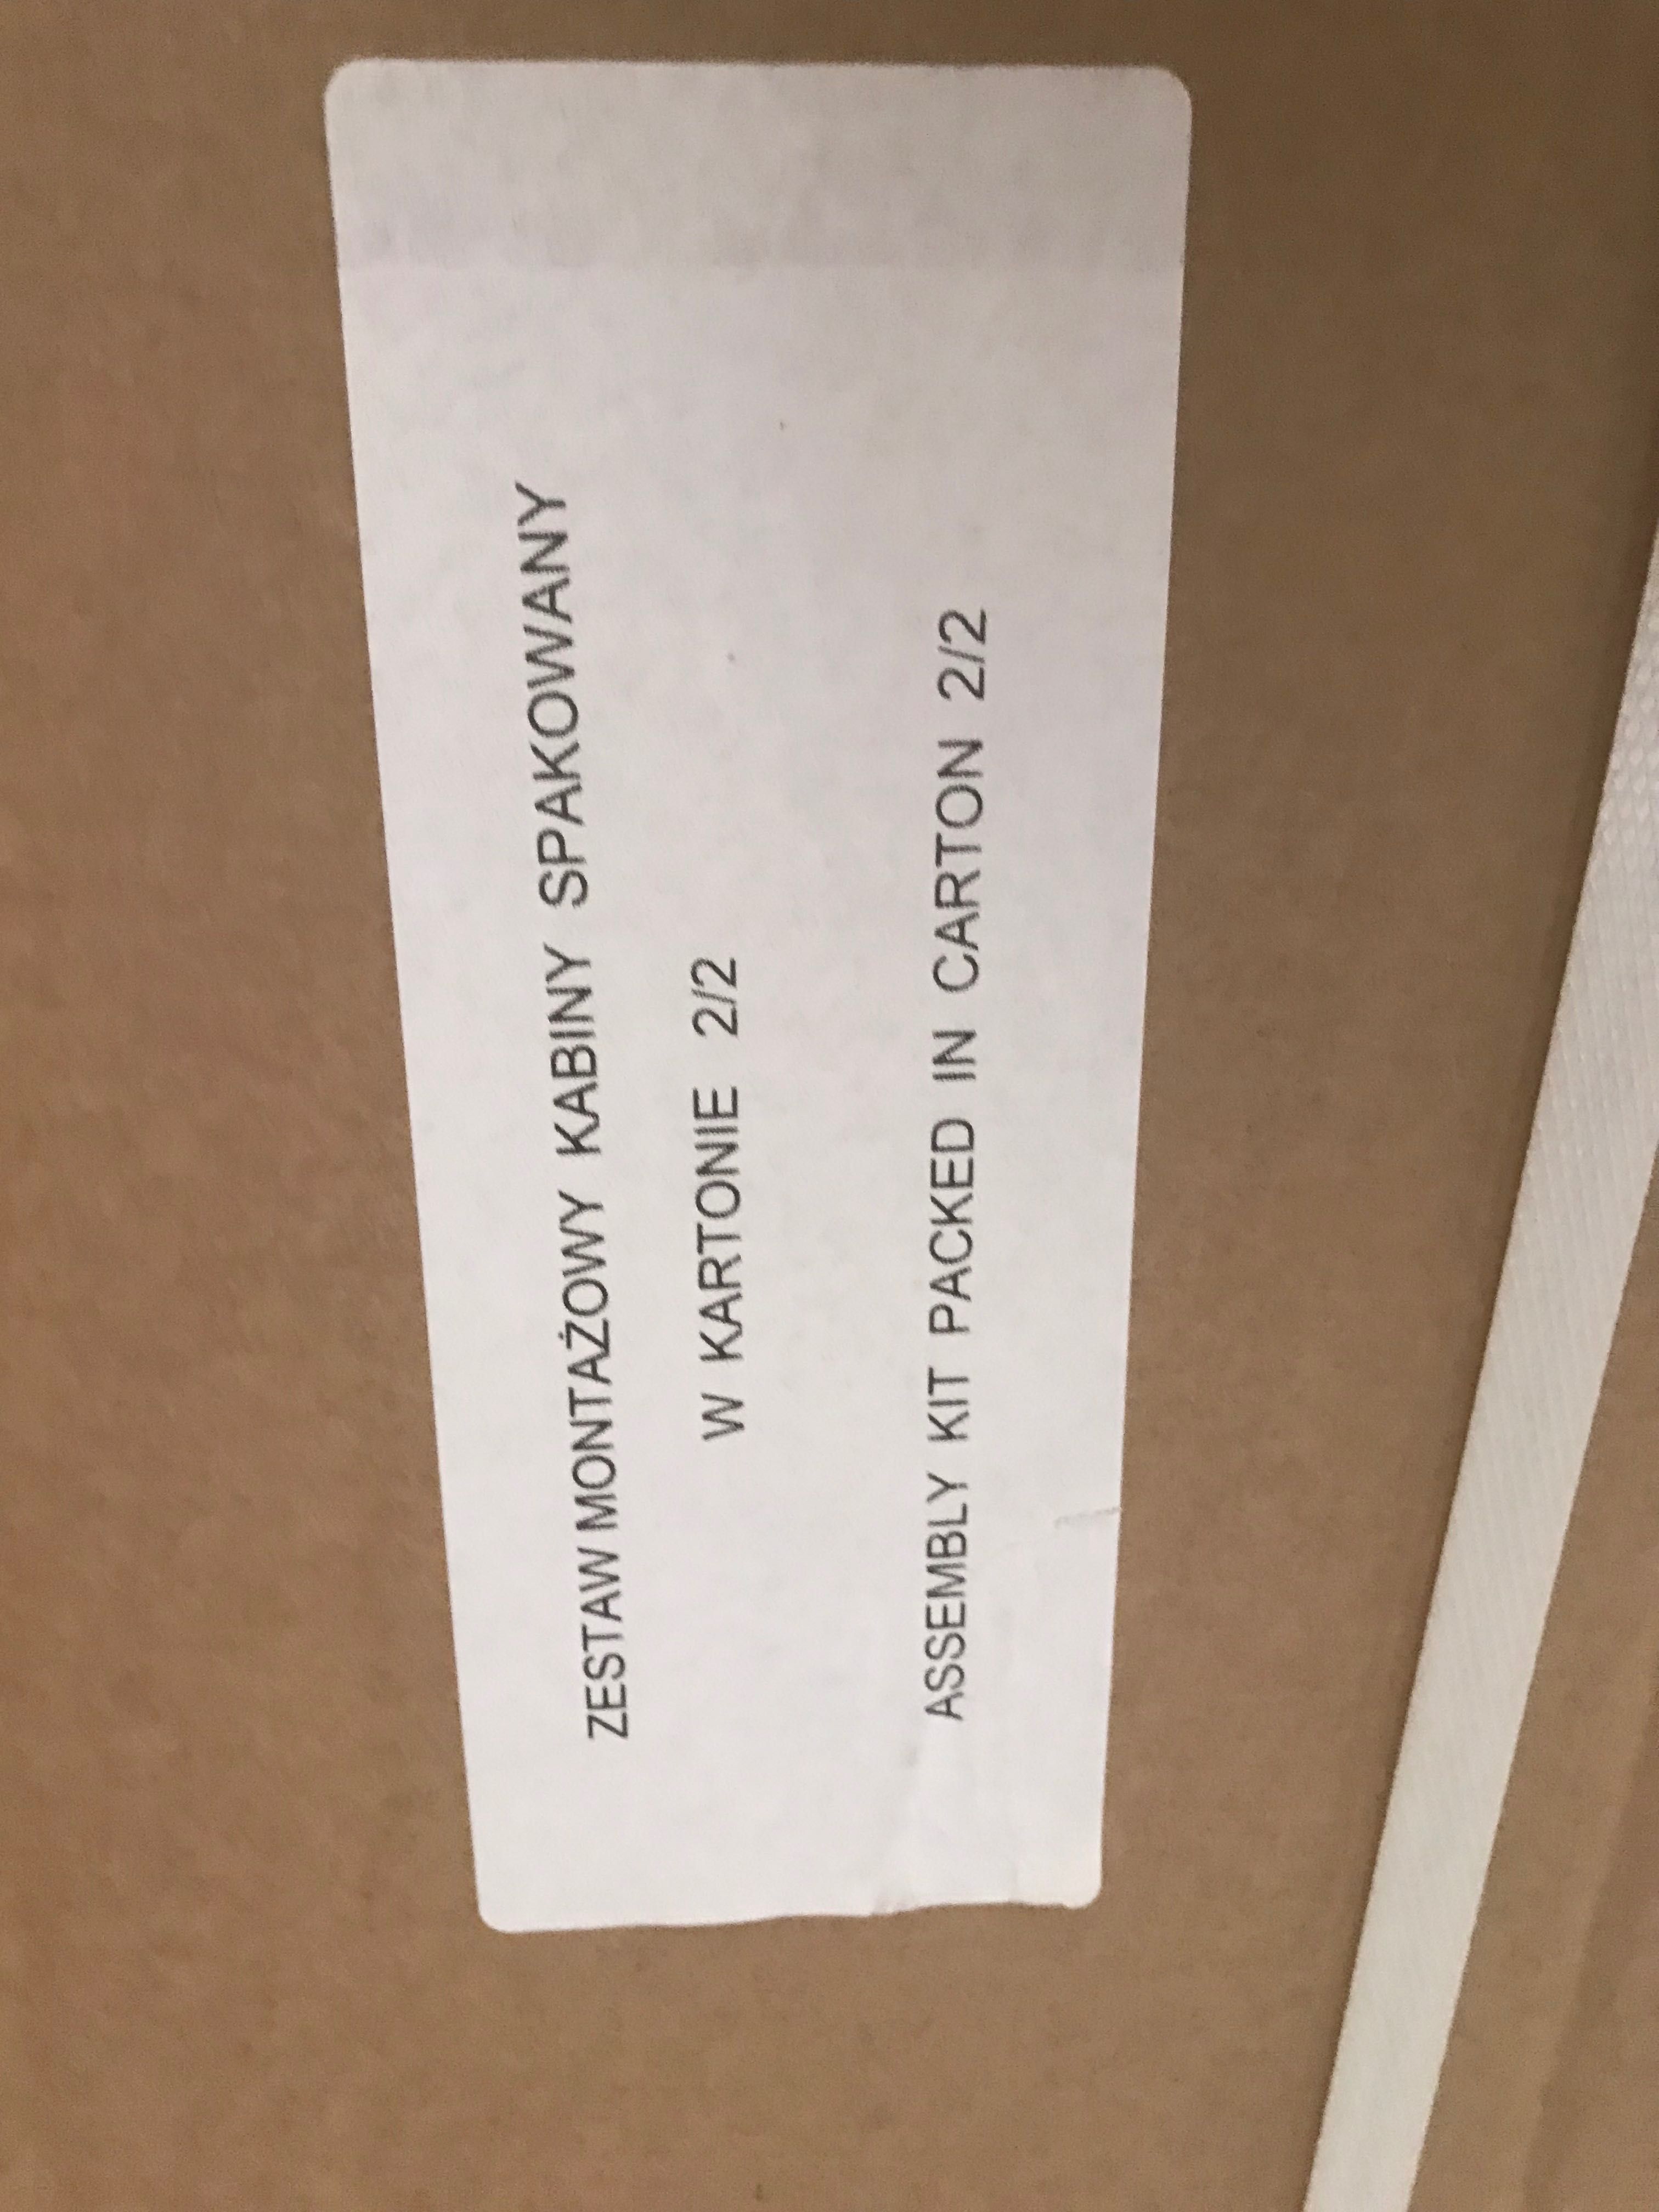 ZESTAW MONTAŻOWY KABINY SPAKOWANY
W KARTONIE 2/2
ASSEMBLY KIT PACKED IN CARTON 2/2